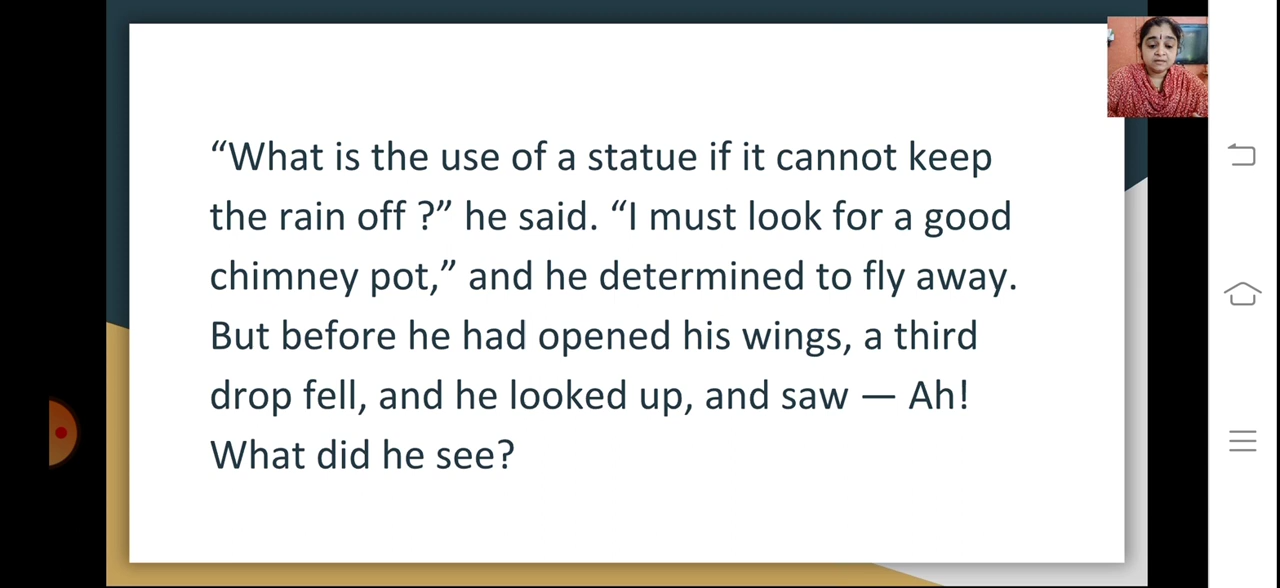 “What is the use of a statue if it cannot keep
the rain off ?” he said. “I must look for a good
chimney pot,” and he determined to fly away.
But before he had opened his wings, a third
drop fell, and he looked up, and saw — Ah!
What did he see?